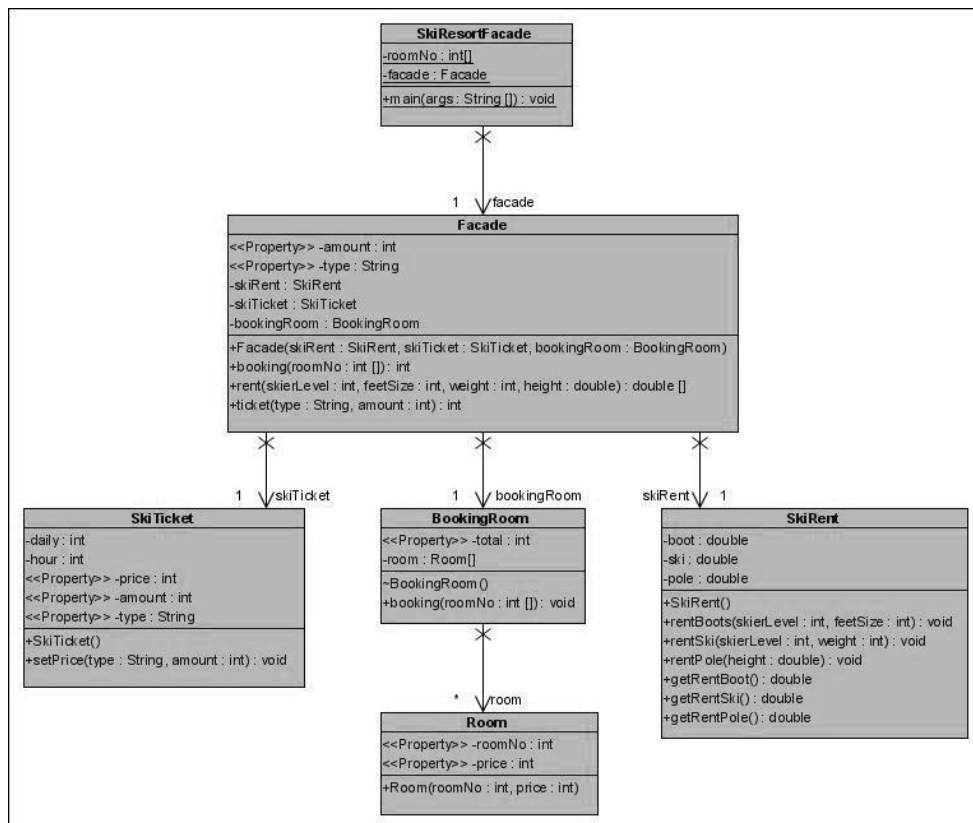 SkiResortFacade
-roomNo : int[]
-facade : Facade
+main(args : String []) : void
1
facade
Facade
<<Property>> -amount : int
<<Property>> -type : String
-skiRent : SkiRent
-skiTicket : SkiTicket
-bookingRoom : BookingRoom
+Facade(skiRent : SkiRent, skiTicket : SkiTicket, bookingRoom : BookingRoom)
+booking(roomNo : int []) : int
+rent(skierLevel : int, feetSize : int, weight : int, height : double) : double []
+ticket(type : String, amount : int) : int
1
skiTicket
1
bookingRoom
skiRent
1
SkiTicket
-daily : int
-hour : int
<<Property>> -price : int
<<Property>> -amount : int
<<Property>> -type : String
+SkiTicket()
+setPrice(type : String, amount : int) : void
BookingRoom
<<Property>> -total : int
-room : Room[]
~BookingRoom()
+booking(roomNo : int []) : void
SkiRent
-boot : double
-ski : double
-pole : double
+SkiRent()
+rentBoots(skierLevel : int, feetSize : int) : void
+rentSki(skierLevel : int, weight : int) : void
+rentPole(height : double) : void
+getRentBoot() : double
+getRentSki() : double
+getRentPole() : double
*
room
Room
<<Property>> -roomNo : int
<<Property>> -price : int
+Room(roomNo : int, price : int)